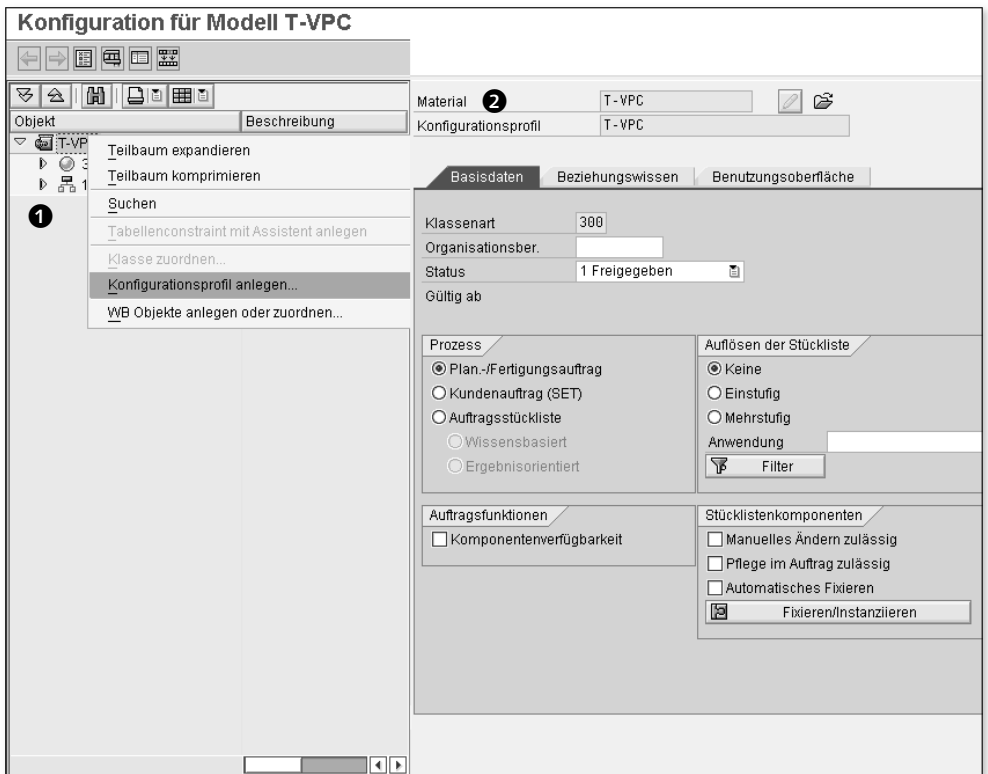 Konfiguration für Modell T-VPC
Objekt Beschreibung
T-VP
3
1
❶
Teilbaum expandieren
Teilbaum komprimieren
Suchen
Tabellenconstraint mit Assistent anlegen
Klasse zuordnen...
Konfigurationsprofil anlegen...
WB Objekte anlegen oder zuordnen...
Material ❷ T-VPC
Konfigurationsprofil T-VPC
Basisdaten Beziehungswissen Benutzungsoberfläche
Klassenart 300
Organisationsber.
Status 1 Freigegeben
Gültig ab
Prozess
Plan.-/Fertigungsauftrag
Kundenauftrag (SET)
Auftragsstückliste
Wissensbasiert
Ergebnisorientiert
Auflösen der Stückliste
Keine
Einstufig
Mehrstufig
Anwendung
Filter
Auftragsfunktionen
Komponentenverfügbarkeit
Stücklistenkomponenten
Manuelles Ändern zulässig
Pflege im Auftrag zulässig
Automatisches Fixieren
Fixieren/Instanziieren